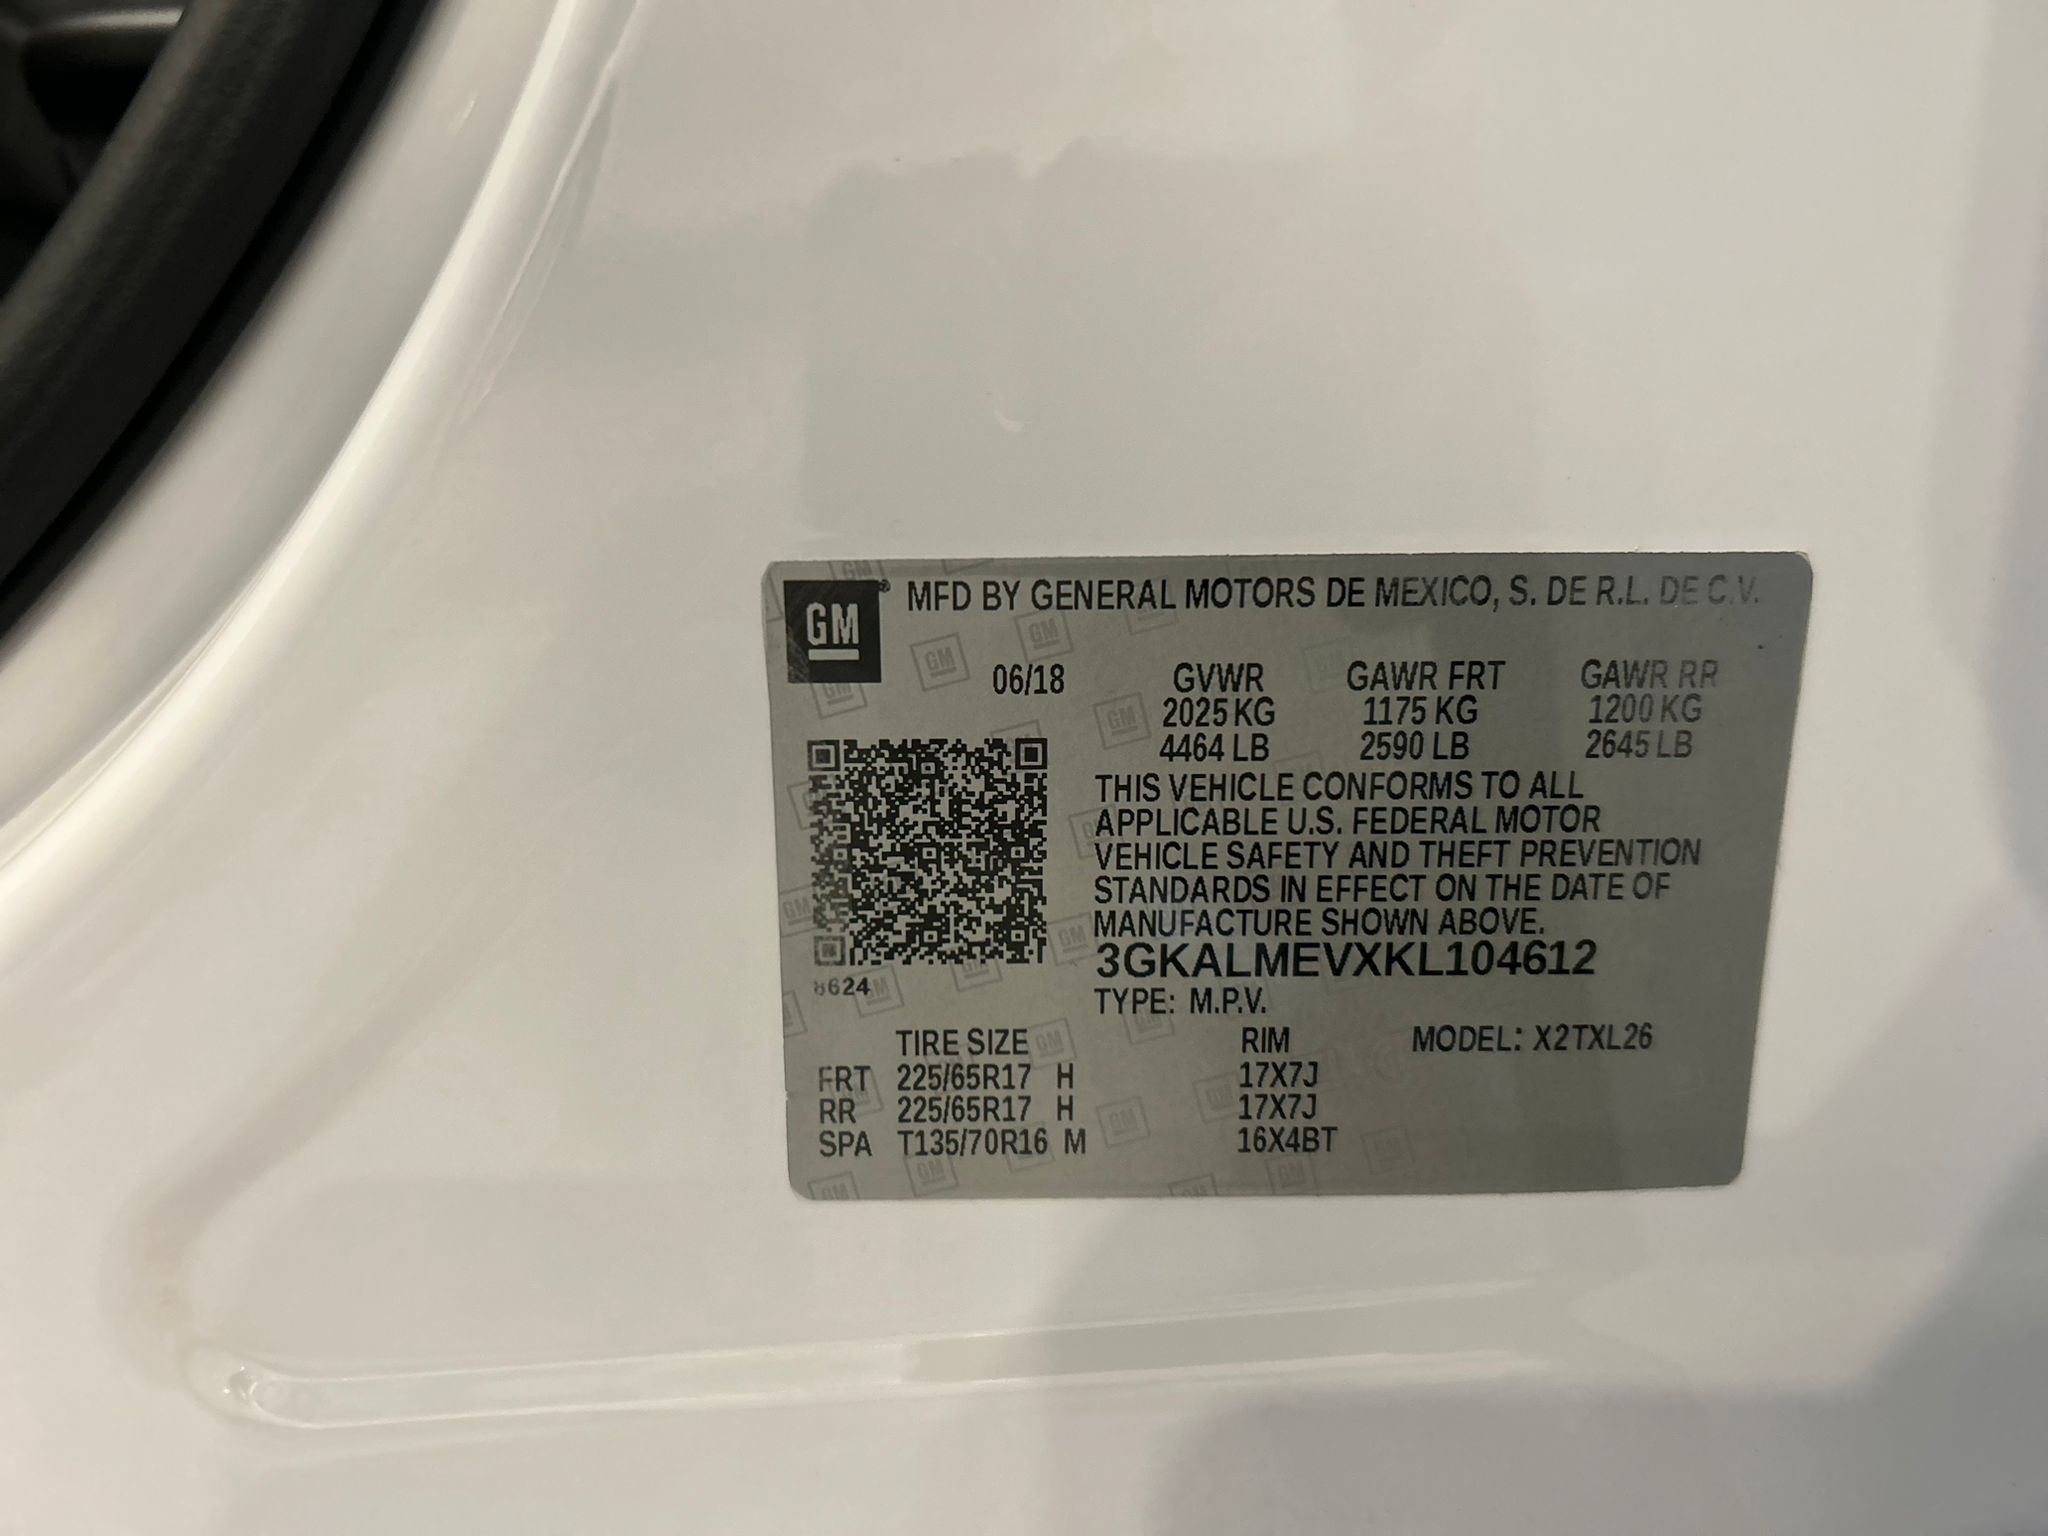 GM MFD BY GENERAL MOTORS DE MEXICO, S. DE R.L. DE C.V.
06/18 GVWR GAWR FRT GAWR RR
2025 KG 1175 KG 1200 KG
4464 LB 2590 LB 2645 LB
THIS VEHICLE CONFORMS TO ALL
APPLICABLE U.S. FEDERAL MOTOR
VEHICLE SAFETY AND THEFT PREVENTION
STANDARDS IN EFFECT ON THE DATE OF
MANUFACTURE SHOWN ABOVE.
3GKALMEVXKL104612
8624
TYPE: M.P.V.
TIRE SIZE RIM MODEL: X2TXL26
FRT 225/65R17 H 17X7J
RR 225/65R17 H 17X7J
SPA T135/70R16 M 16X4BT